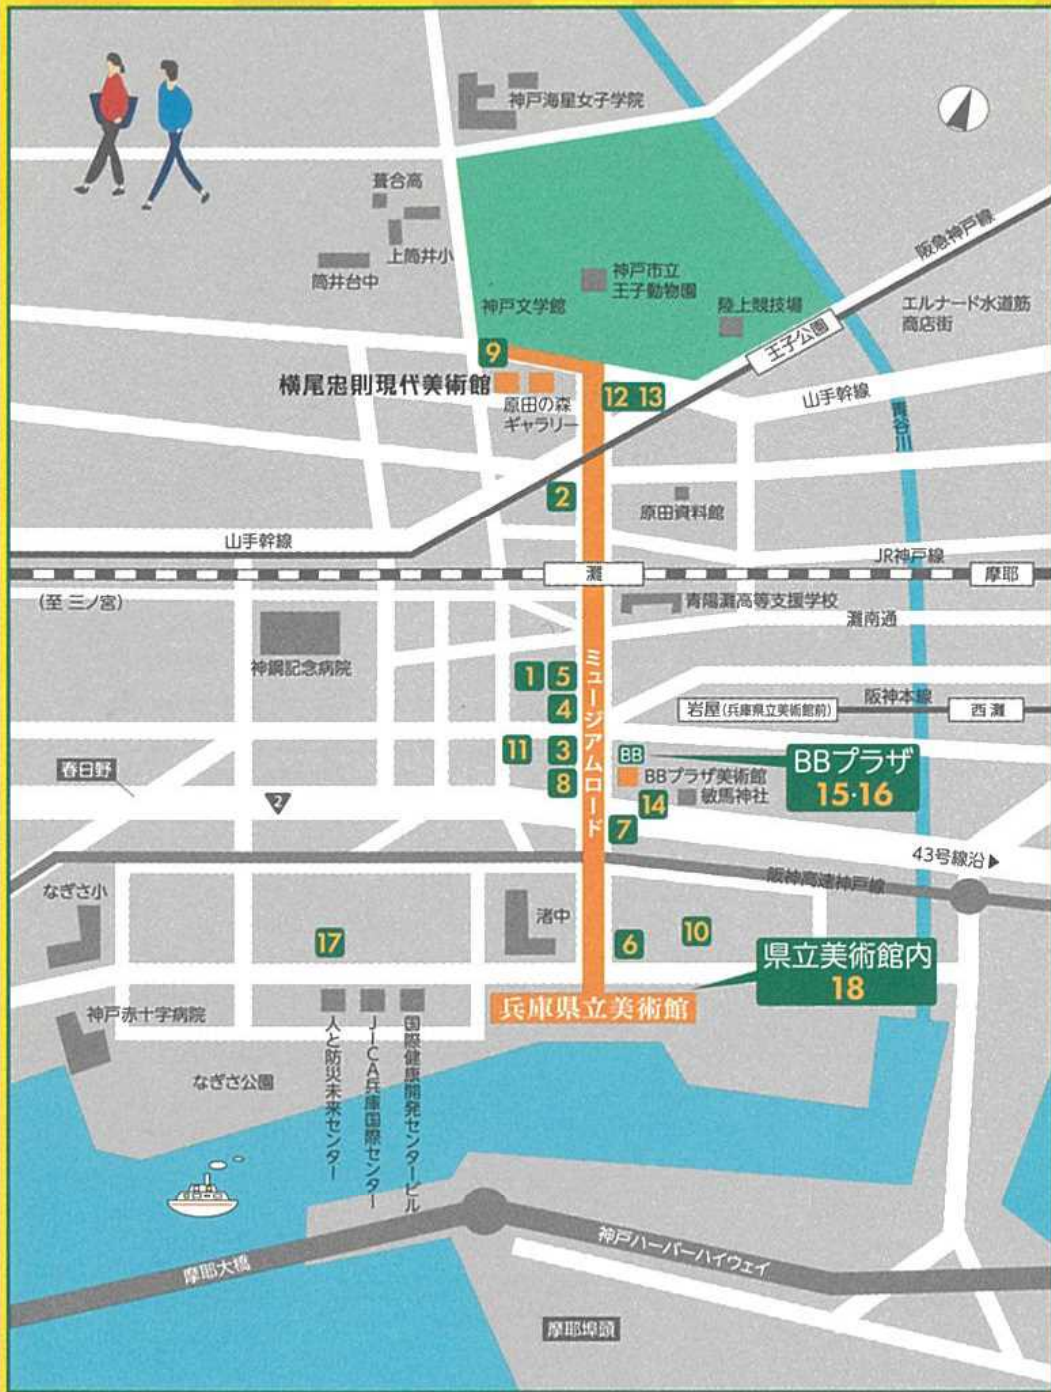 神戸海星女子学院
葺合高
上筒井小
筒井台中
神戸市立
王子動物園
神戸文学館
陸上競技場
阪急神戸線
エルナード水道筋
商店街
王子公園
9
横尾忠則現代美術館
原田の森
ギャラリー
12 13
山手幹線
青谷川
2
原田資料館
山手幹線
JR神戸線
灘
摩耶
(至 三ノ宮)
青陽灘高等支援学校
灘南通
神鋼記念病院
ミュージアムロード
1 5
4
阪神本線
岩屋(兵庫県立美術館前)
西灘
11 3
8
BB
BBプラザ美術館
敏馬神社
BBプラザ
15·16
春日野
2
14
7
43号線沿▶
阪神高速神戸線
なぎさ小
渚中
17
6
10
県立美術館内
18
兵庫県立美術館
神戸赤十字病院
なぎさ公園
人と防災未来センター
JICA兵庫国際センター
国際健康開発センタービル
摩耶大橋
神戸ハーバーハイウェイ
摩耶埠頭